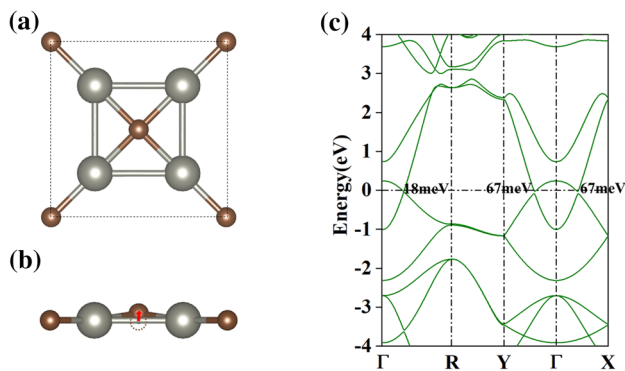 (a)
(b)
(c)
Energy(eV)
4
3
2
1
0
-1
-2
-3
-4
18meV
67meV
67meV
Γ
R
Y
Γ
X